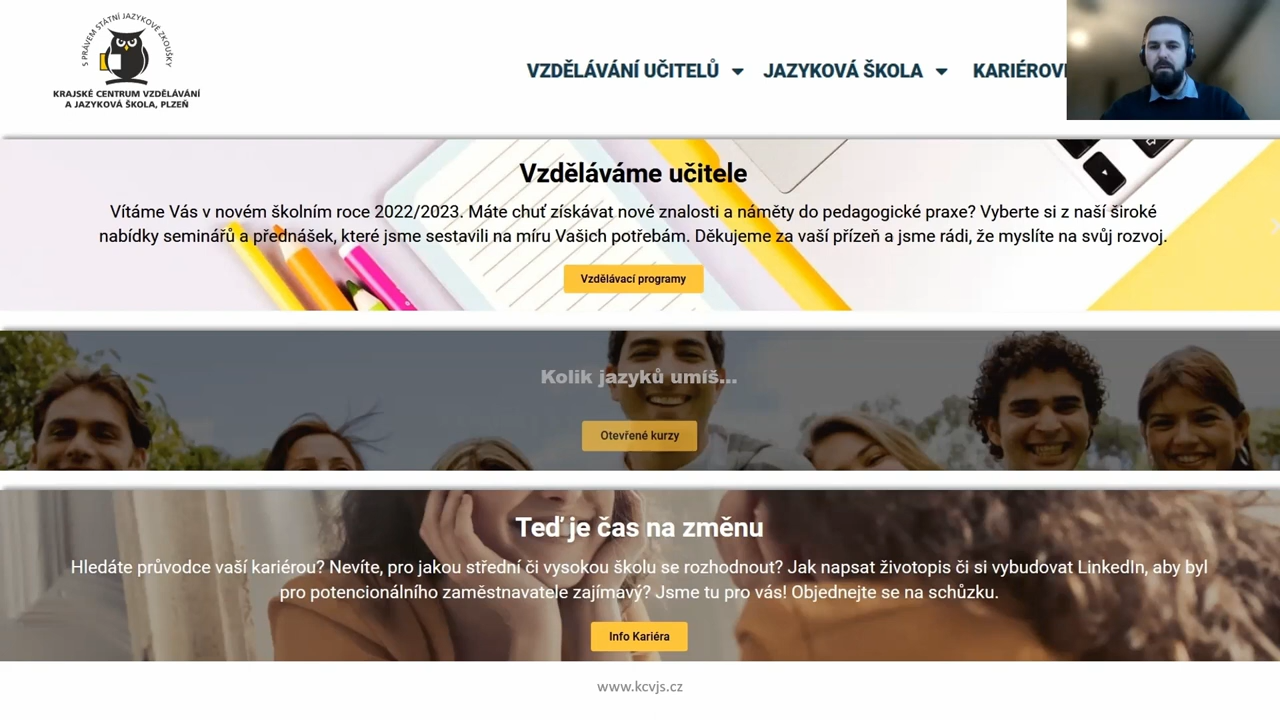 S PRÁVEM STÁTNÍ JAZYKOVÉ ZKOUŠKY
KRAJSKÉ CENTRUM VZDĚLÁVÁNÍ
A JAZYKOVÁ ŠKOLA, PLZEŇ
VZDĚLÁVÁNÍ UČITELŮ JAZYKOVÁ ŠKOLA
Vzděláváme učitele
Vítáme Vás v novém školním roce 2022/2023. Máte chuť získávat nové znalosti a náměty do pedagogické praxe? Vyberte si z naší široké
nabídky seminářů a přednášek, které jsme sestavili na míru Vašich potřebám. Děkujeme za vaší přízeň a jsme rádi, že myslíte na svůj rozvoj.
Vzdělávací programy
Kolik jazyků umíš...
Otevřené kurzy
Teď je čas na změnu
Hledáte průvodce vaší kariérou? Nevíte, pro jakou střední či vysokou školu se rozhodnout? Jak napsat životopis či si vybudovat LinkedIn, aby byl
pro potencionálního zaměstnavatele zajímavý? Jsme tu pro vás! Objednejte se na schůzku.
Info Kariéra
www.kcvjs.cz